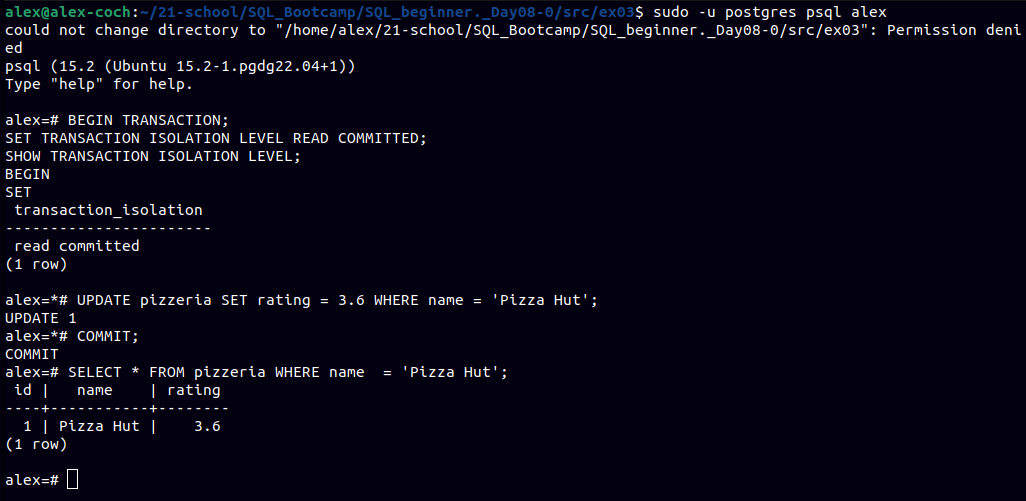 alex@alex-coch:~/21-school/SQL_Bootcamp/SQL_beginner._Day08-0/src/ex03$ sudo -u postgres psql alex
could not change directory to "/home/alex/21-school/SQL_Bootcamp/SQL_beginner._Day08-0/src/ex03": Permission deni
ed
psql (15.2 (Ubuntu 15.2-1.pgdg22.04+1))
Type "help" for help.

alex=# BEGIN TRANSACTION;
SET TRANSACTION ISOLATION LEVEL READ COMMITTED;
SHOW TRANSACTION ISOLATION LEVEL;
BEGIN
SET
 transaction_isolation
-----------------------
 read committed
(1 row)

alex=*# UPDATE pizzeria SET rating = 3.6 WHERE name = 'Pizza Hut';
UPDATE 1
alex=*# COMMIT;
COMMIT
alex=# SELECT * FROM pizzeria WHERE name  = 'Pizza Hut';
 id |   name    | rating
----+-----------+--------
  1 | Pizza Hut |    3.6
(1 row)

alex=#